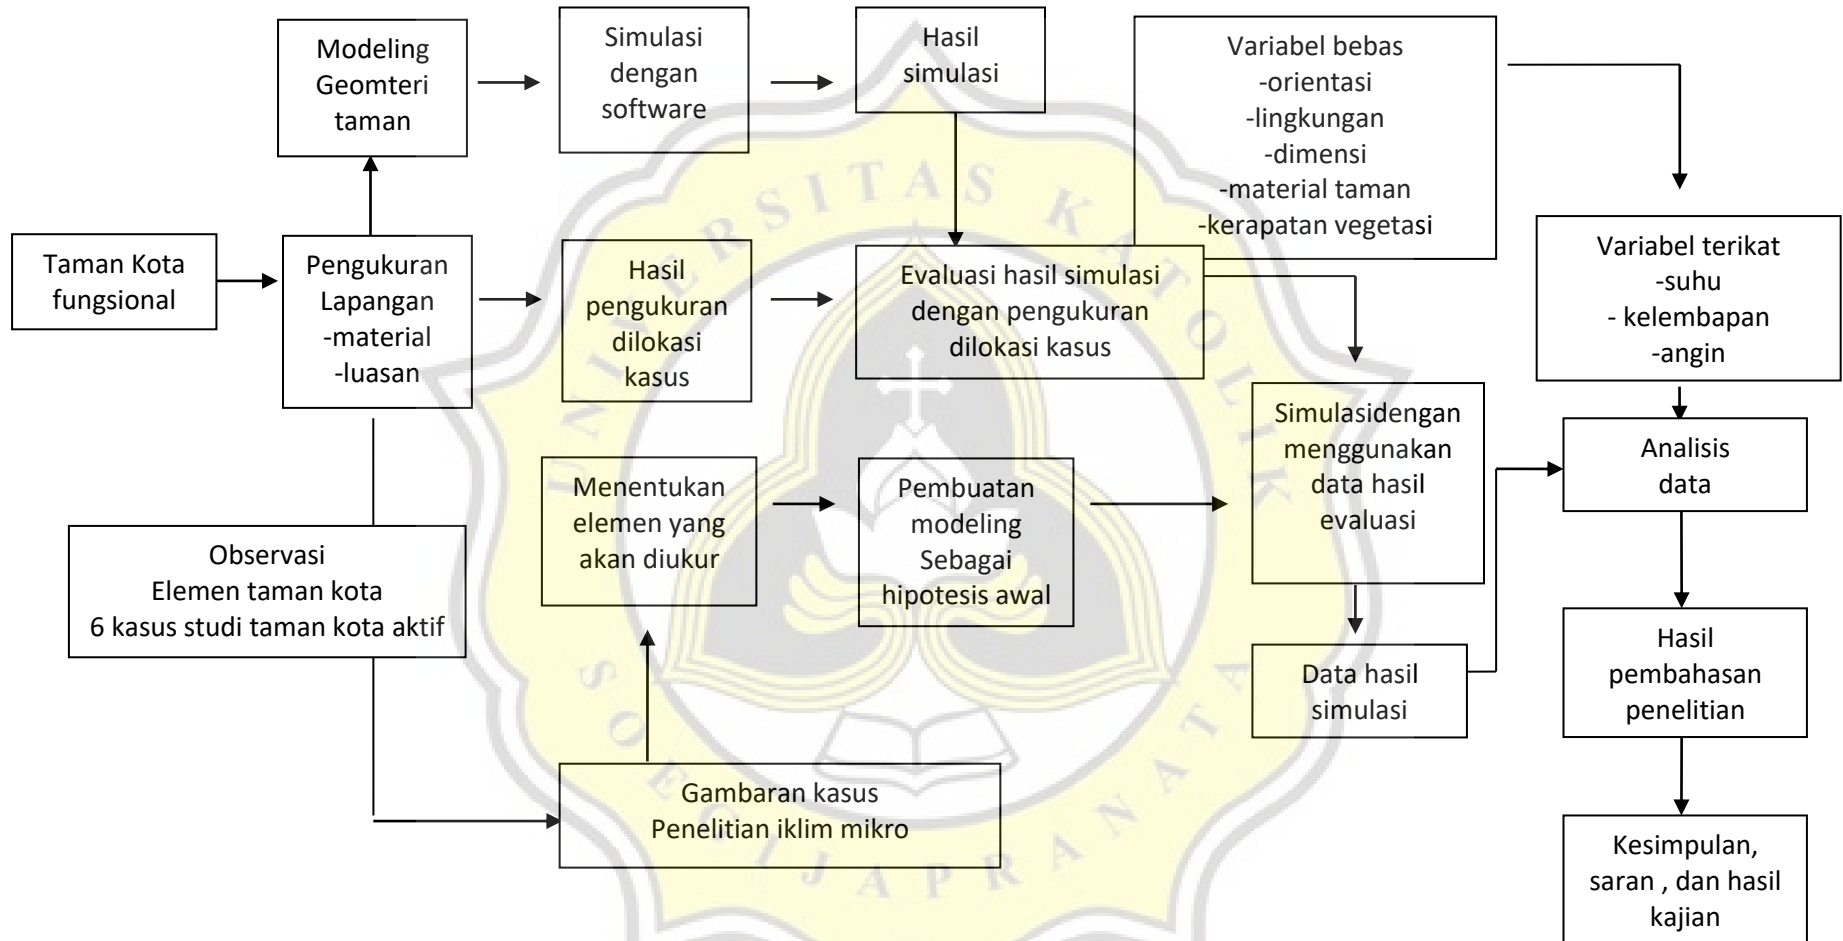 Modeling
Geomteri
taman
Simulasi
dengan
software
Hasil
simulasi
Variabel bebas
-orientasi
-lingkungan
-dimensi
-material taman
-kerapatan vegetasi
Taman Kota
fungsional
Pengukuran
Lapangan
-material
-luasan
Hasil
pengukuran
dilokasi
kasus
Evaluasi hasil simulasi
dengan pengukuran
dilokasi kasus
Variabel terikat
-suhu
- kelembapan
-angin
Observasi
Elemen taman kota
6 kasus studi taman kota aktif
Menentukan
elemen yang
akan diukur
Pembuatan
modeling
Sebagai
hipotesis awal
Simulasidengan
menggunakan
data hasil
evaluasi
Analisis
data
Data hasil
simulasi
Hasil
pembahasan
penelitian
Gambaran kasus
Penelitian iklim mikro
Kesimpulan,
saran , dan hasil
kajian
UNIVERSITAS KATOLIK
SOEGIJAPRANATA